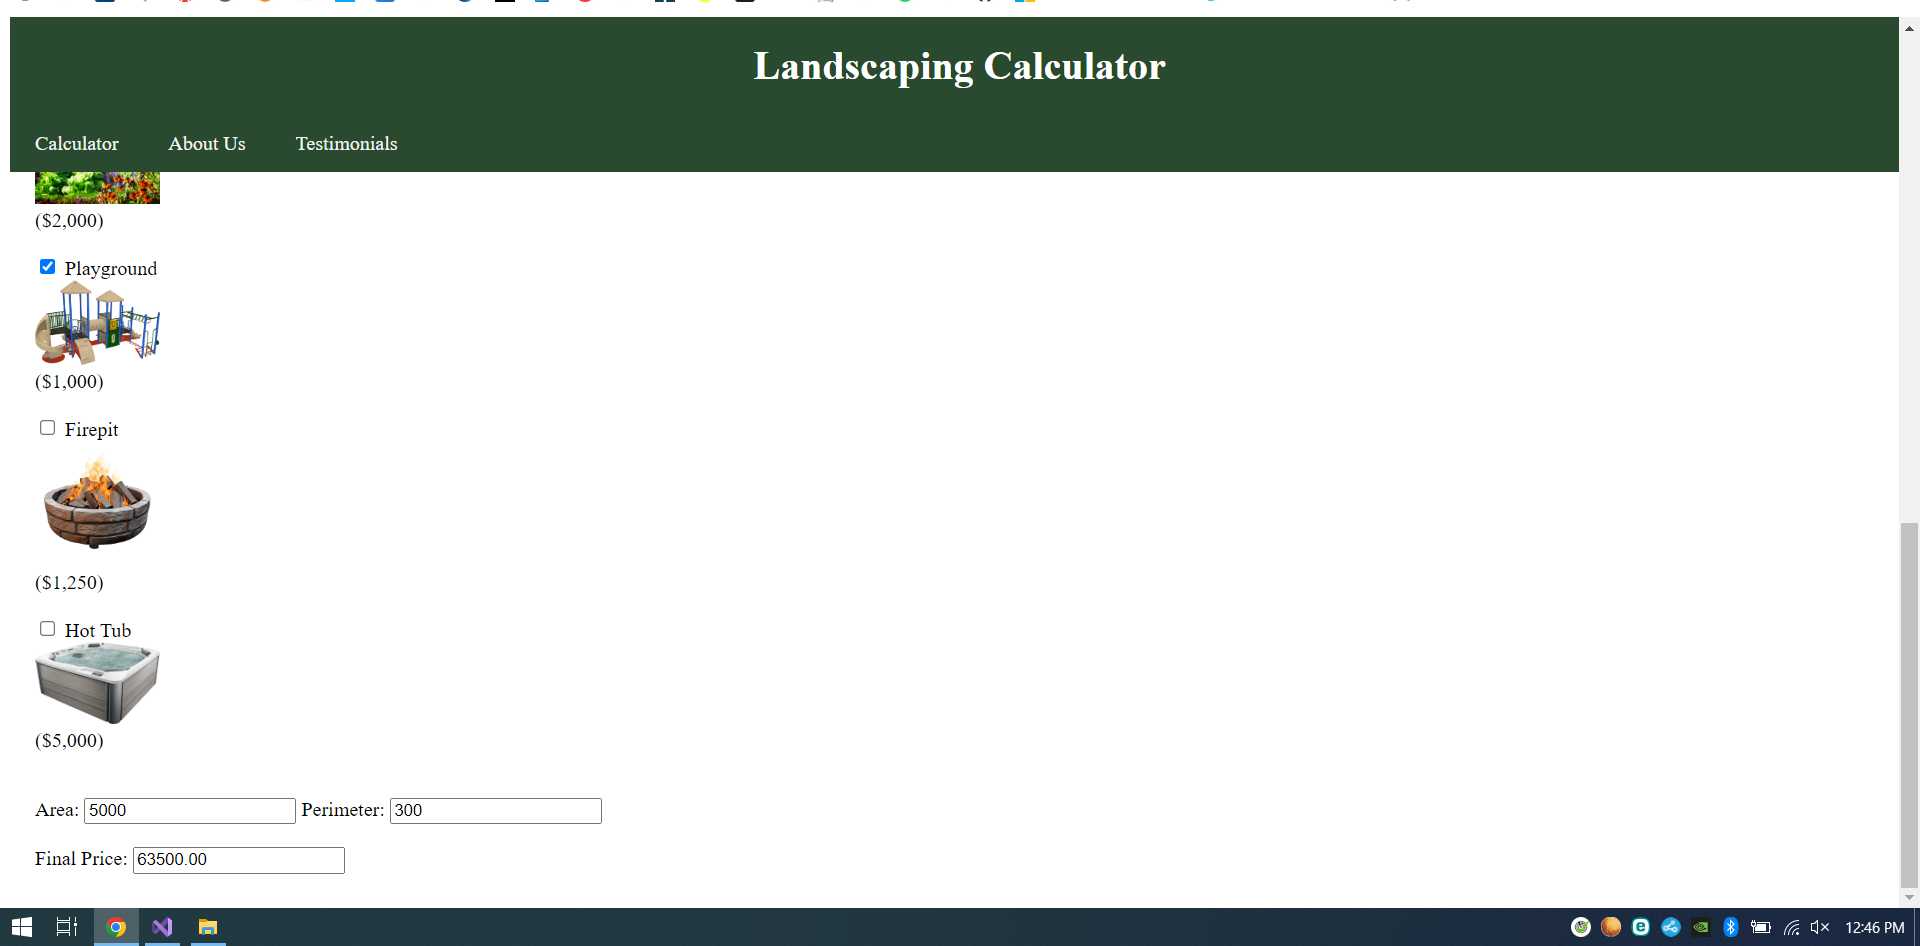 Landscaping Calculator
Calculator About Us Testimonials
($2,000)
Playground
($1,000)
Firepit
($1,250)
Hot Tub
($5,000)
Area: 5000 Perimeter: 300
Final Price: 63500.00
12:46 PM